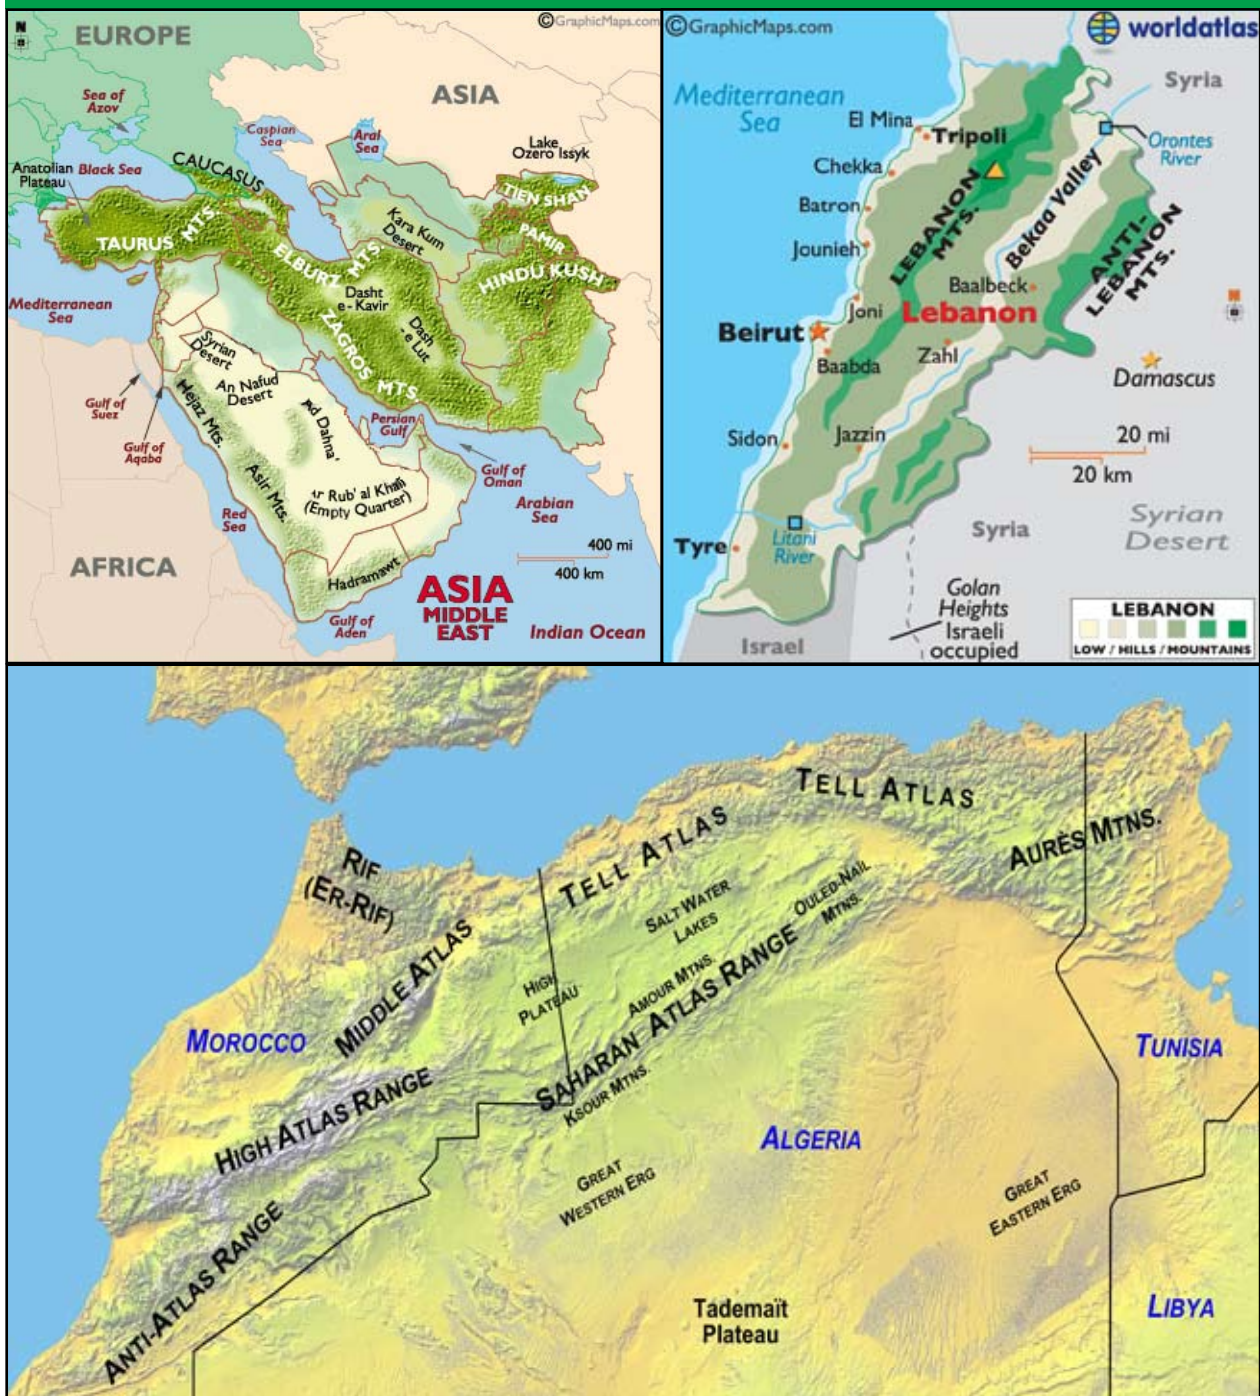 ©GraphicMaps.com
N
EUROPE
ASIA
Sea of
Azov
Caspian
Sea
Aral
Sea
Lake
Ozero Issyk
Anatolian
Plateau
Black Sea
CAUCASUS
TIEN SHAN
Kara Kum
Desert
PAMIR
TAURUS MTS.
ELBURZ MTS.
HINDU KUSH
Dasht
e-Kavir
Mediterranean
Sea
Dash
-e Lut
ZAGROS MTS.
Syrian
Desert
An Nafud
Desert
Gulf of
Suez
Hejaz Mts.
ad Dahna'
Persian
Gulf
Gulf of
Aqaba
Gulf of
Oman
Asir Mts.
Ar Rub' al Khali
(Empty Quarter)
Arabian
Sea
Red
Sea
400 mi
400 km
AFRICA
Hadramawt
ASIA
MIDDLE
EAST
Gulf of
Aden
Indian Ocean
©GraphicMaps.com
worldatlas
Mediterranean
Sea
Syria
El Mina
Tripoli
Orontes
River
Chekka
Batron
LEBANON
MTS.
Bekaa Valley
Jounieh
ANTI-
LEBANON
MTS.
Baalbeck
Joni
Lebanon
Beirut
Zahl
Baabda
Damascus
Sidon
Jazzin
20 mi
20 km
Syria
Syrian
Desert
Tyre
Litani
River
Golan
Heights
Israeli
occupied
Israel
LEBANON
LOW / HILLS / MOUNTAINS
TELL ATLAS
TELL ATLAS
AURÈS MTNS.
RIF
(ER-RIF)
OULED-NAÏL
MTNS.
SALT WATER
LAKES
MIDDLE ATLAS
HIGH
PLATEAU
AMOUR MTNS.
SAHARAN ATLAS RANGE
MOROCCO
TUNISIA
KSOUR MTNS.
HIGH ATLAS RANGE
ALGERIA
GREAT
WESTERN ERG
GREAT
EASTERN ERG
ANTI-ATLAS RANGE
Tademaït
Plateau
LIBYA